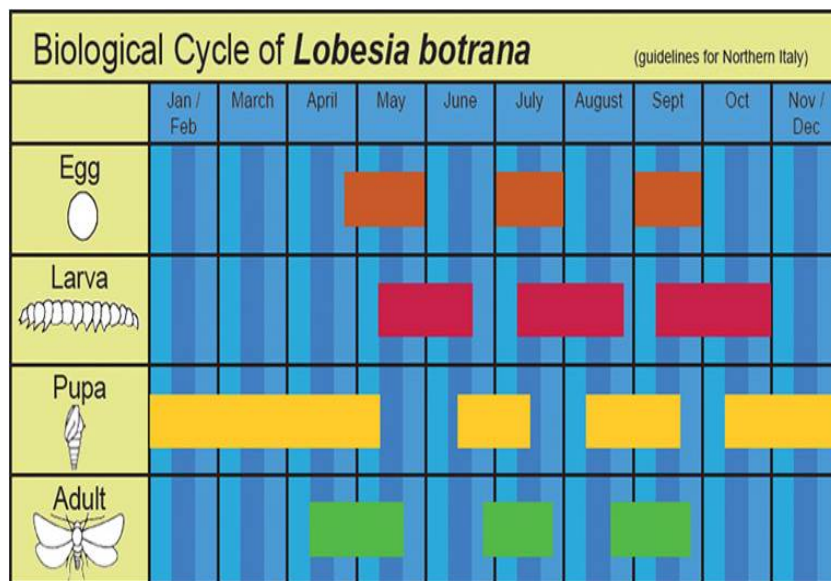 Biological Cycle of Lobesia botrana (guidelines for Northern Italy)
Jan / Feb March April May June July August Sept Oct Nov / Dec
Egg
Larva
Pupa
Adult